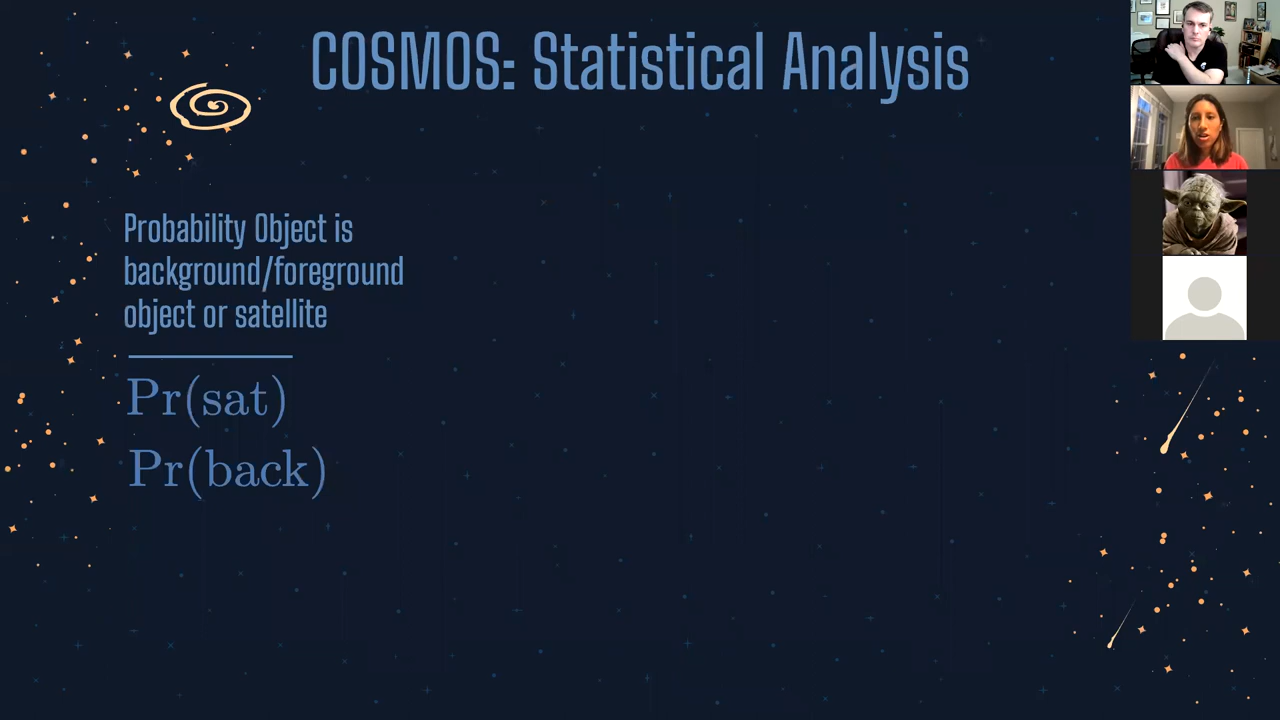 COSMOS: Statistical Analysis
Probability Object is
background/foreground
object or satellite
Pr(sat)
Pr(back)